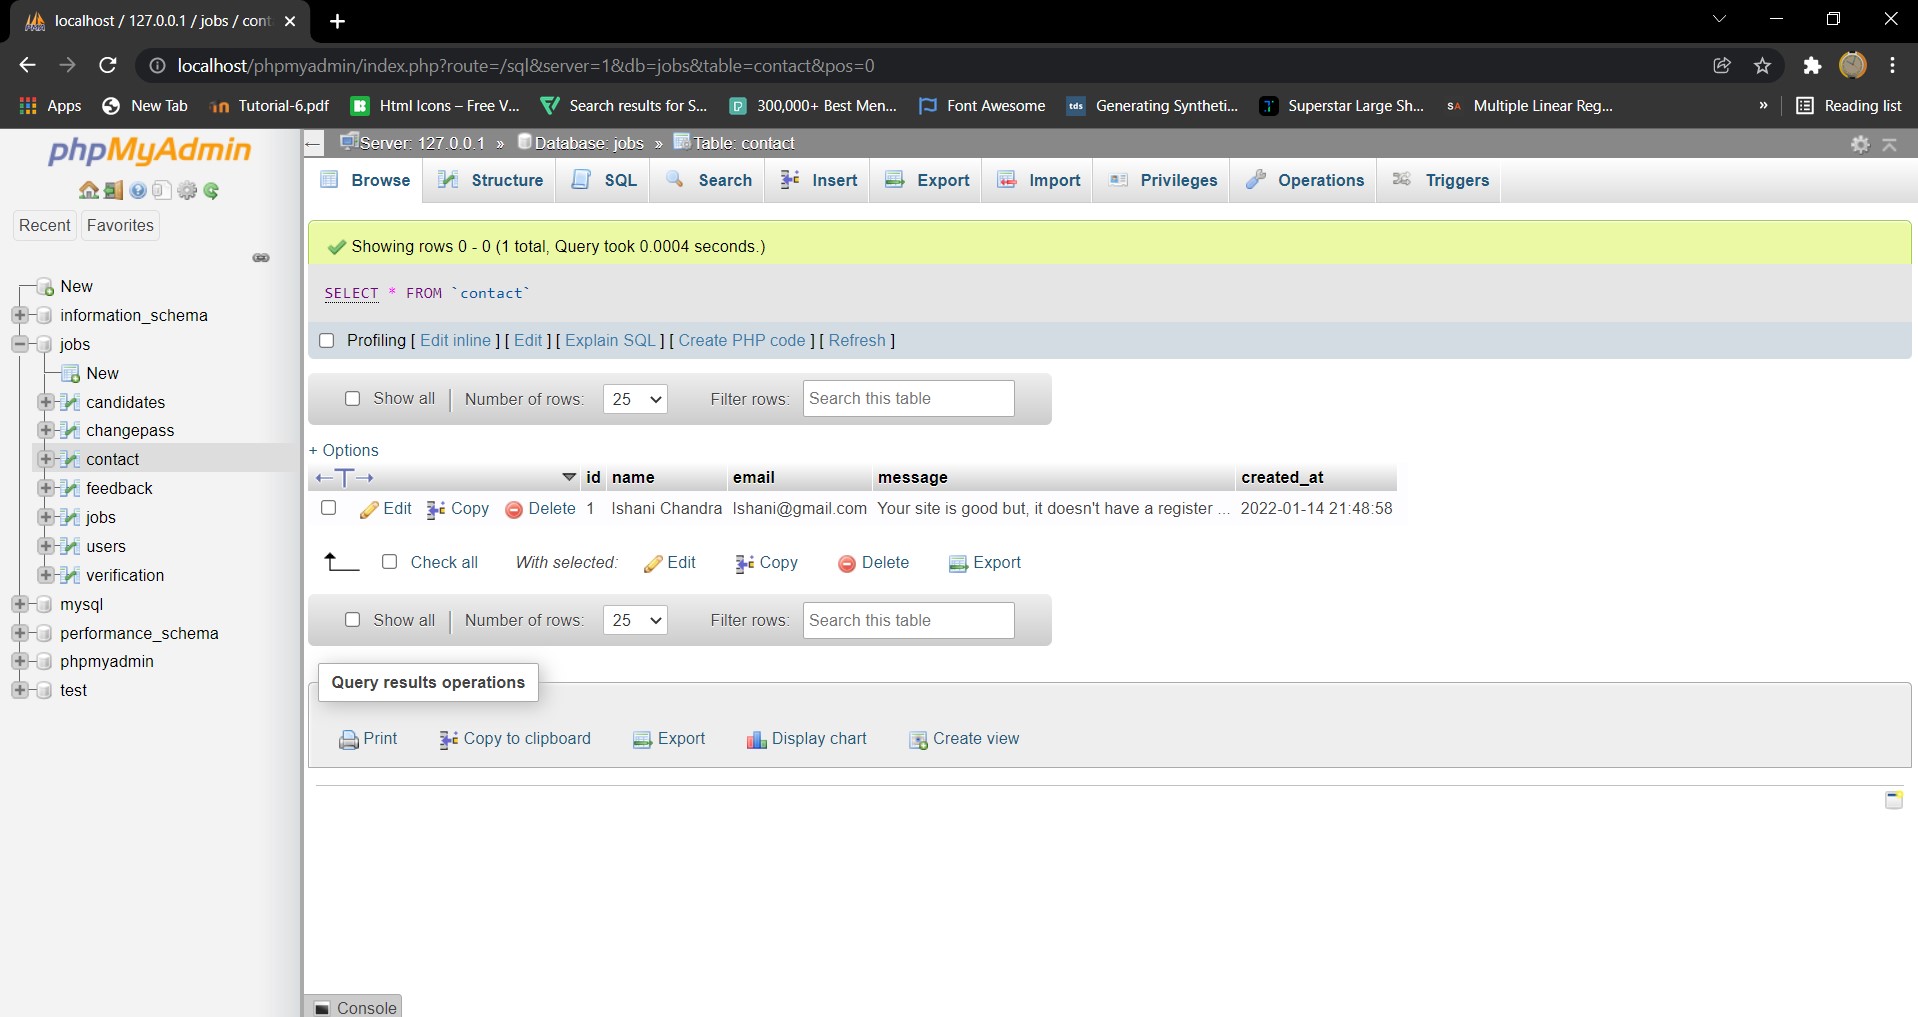 localhost / 127.0.0.1 / jobs / cont
localhost/phpmyadmin/index.php?route=/sql&server=1&db=jobs&table=contact&pos=0
Apps New Tab Tutorial-6.pdf Html Icons – Free V... Search results for S... 300,000+ Best Men... Font Awesome tds Generating Syntheti... Superstar Large Sh... SA Multiple Linear Reg... » Reading list
phpMyAdmin
Recent Favorites
New
information_schema
jobs
New
candidates
changepass
contact
feedback
jobs
users
verification
mysql
performance_schema
phpmyadmin
test
Server: 127.0.0.1 » Database: jobs » Table: contact
Browse Structure SQL Search Insert Export Import Privileges Operations Triggers
Showing rows 0 - 0 (1 total, Query took 0.0004 seconds.)
SELECT * FROM `contact`
Profiling [ Edit inline ] [ Edit ] [ Explain SQL ] [ Create PHP code ] [ Refresh ]
Show all Number of rows: 25 Filter rows: Search this table
+ Options
id name email message created_at
Edit Copy Delete 1 Ishani Chandra Ishani@gmail.com Your site is good but, it doesn't have a register ... 2022-01-14 21:48:58
Check all With selected: Edit Copy Delete Export
Show all Number of rows: 25 Filter rows: Search this table
Query results operations
Print Copy to clipboard Export Display chart Create view
Console